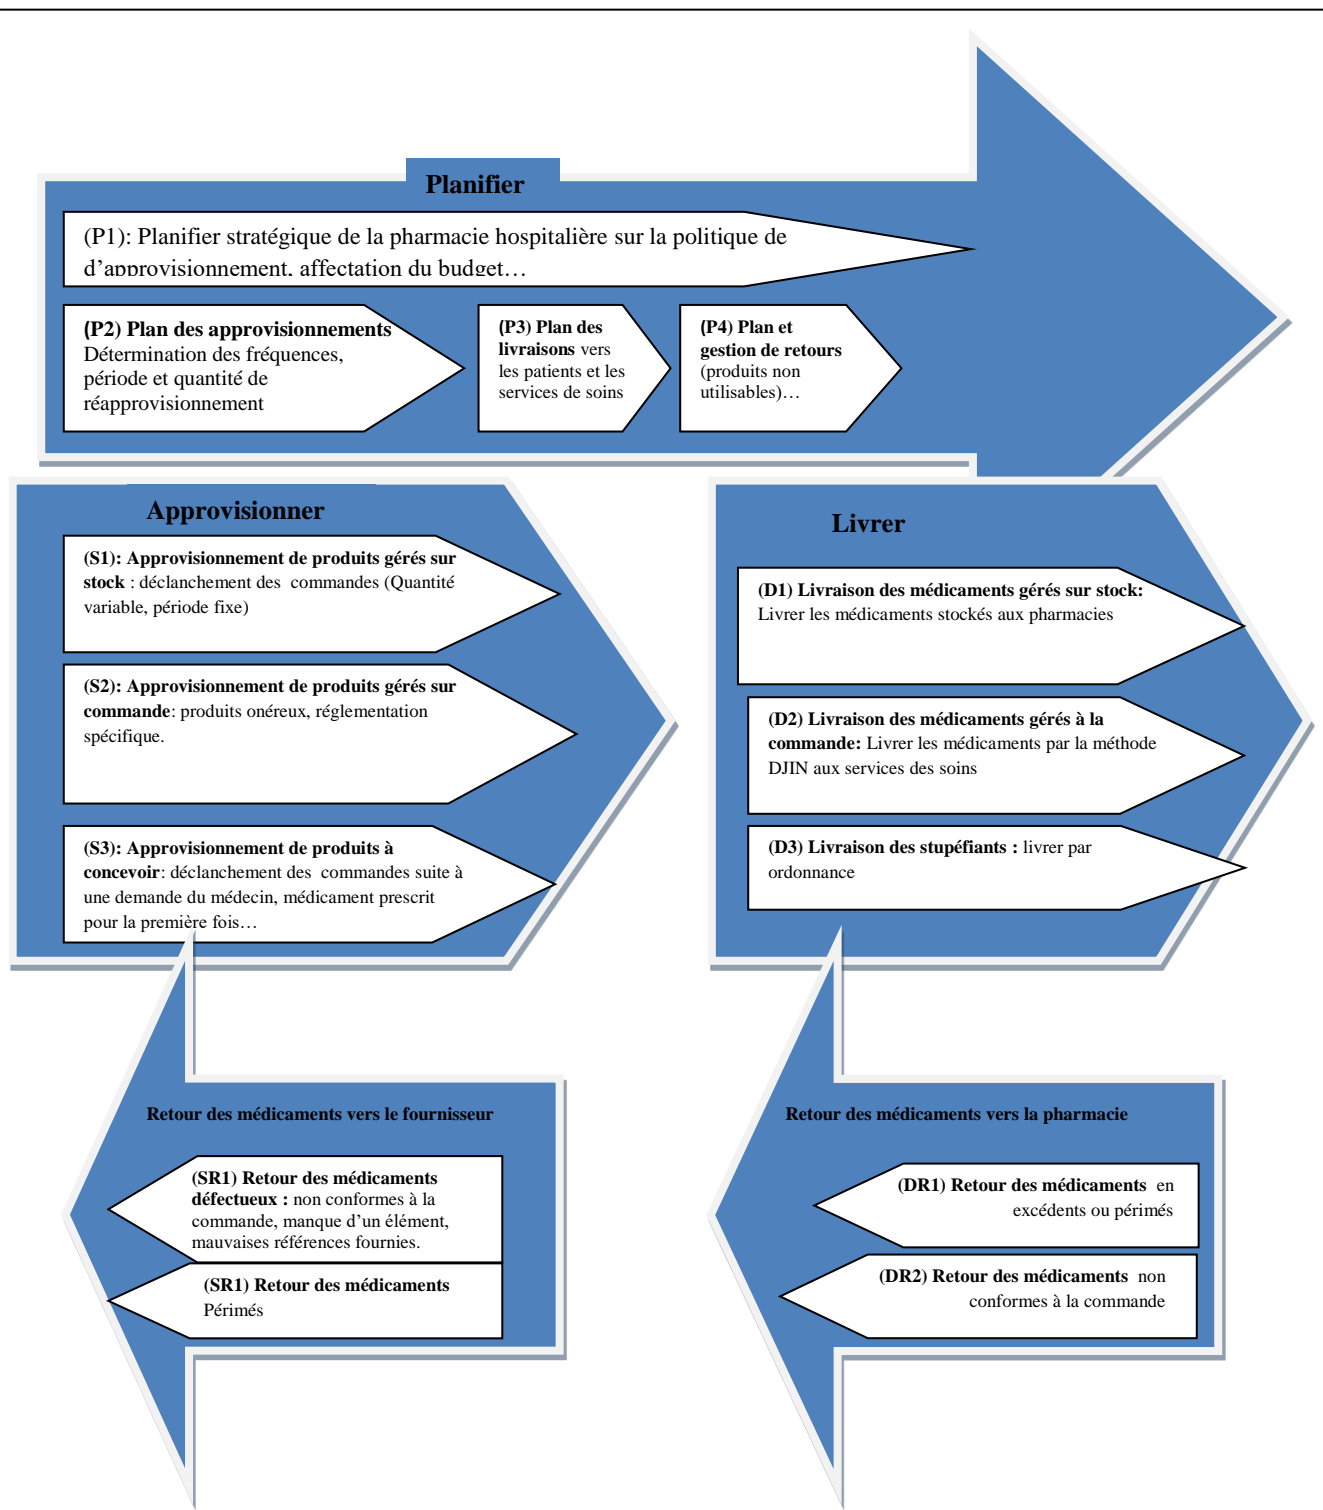 Planifier
(P1): Planifier stratégique de la pharmacie hospitalière sur la politique de
d’approvisionnement, affectation du budget…
(P2) Plan des approvisionnements
Détermination des fréquences,
période et quantité de
réapprovisionnement
(P3) Plan des
livraisons vers
les patients et les
services de soins
(P4) Plan et
gestion de retours
(produits non
utilisables)…
Approvisionner
(S1): Approvisionnement de produits gérés sur
stock : déclanchement des commandes (Quantité
variable, période fixe)
(S2): Approvisionnement de produits gérés sur
commande: produits onéreux, réglementation
spécifique.
(S3): Approvisionnement de produits à
concevoir: déclanchement des commandes suite à
une demande du médecin, médicament prescrit
pour la première fois…
Livrer
(D1) Livraison des médicaments gérés sur stock:
Livrer les médicaments stockés aux pharmacies
(D2) Livraison des médicaments gérés à la
commande: Livrer les médicaments par la méthode
DJIN aux services des soins
(D3) Livraison des stupéfiants : livrer par
ordonnance
Retour des médicaments vers le fournisseur
(SR1) Retour des médicaments
défectueux : non conformes à la
commande, manque d’un élément,
mauvaises références fournies.
(SR1) Retour des médicaments
Périmés
Retour des médicaments vers la pharmacie
(DR1) Retour des médicaments en
excédents ou périmés
(DR2) Retour des médicaments non
conformes à la commande